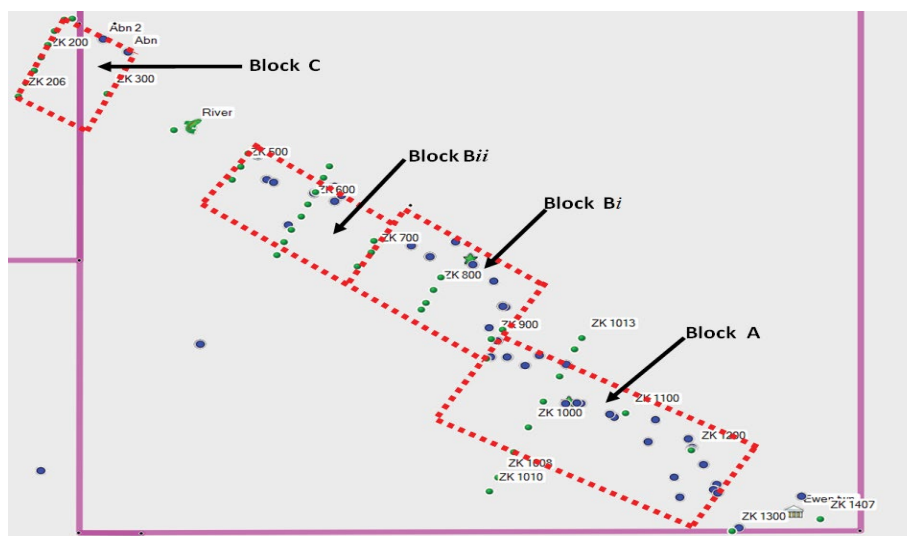 Abn 2
ZK 200
Abn
Block C
ZK 206
ZK 300
River
ZK 500
Block Bii
ZK 600
Block Bi
ZK 700
ZK 800
ZK 900
ZK 1013
Block A
ZK 1100
ZK 1000
ZK 1200
ZK 1008
ZK 1010
ZK 1407
ZK 1300